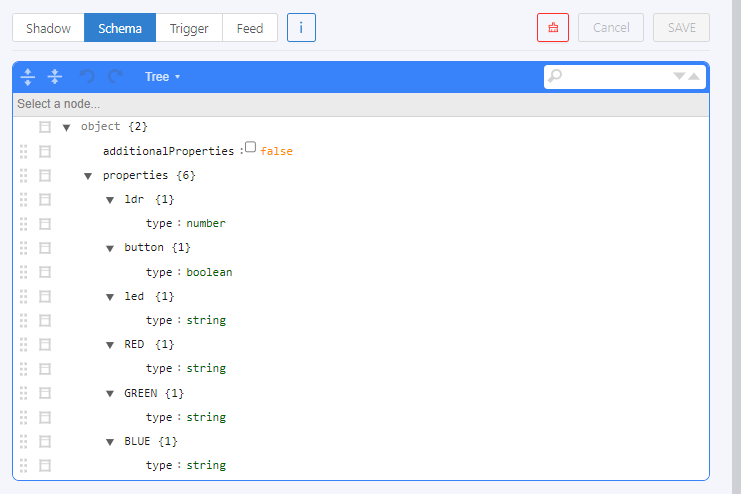 Shadow Schema Trigger Feed i Cancel SAVE
Tree
Select a node...
object {2}
additionalProperties : false
properties {6}
ldr {1}
type : number
button {1}
type : boolean
led {1}
type : string
RED {1}
type : string
GREEN {1}
type : string
BLUE {1}
type : string